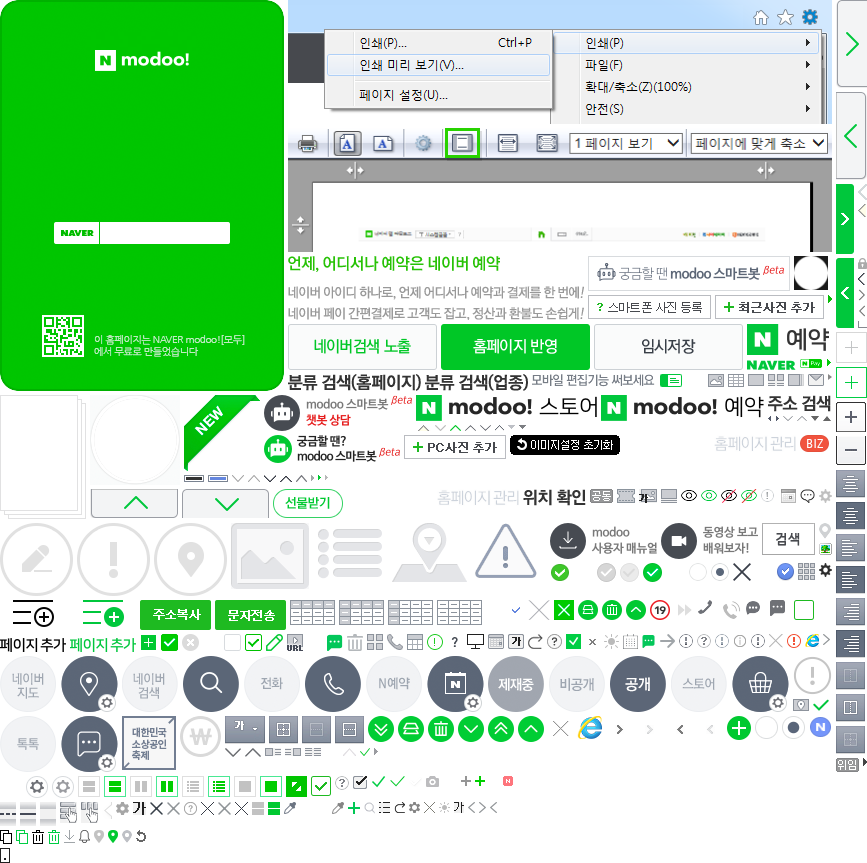 modoo!
NAVER
이 홈페이지는 NAVER modoo![모두]
에서 무료로 만들었습니다
인쇄(P)... Ctrl+P
인쇄 미리 보기(V)...
페이지 설정(U)...
인쇄(P)
파일(F)
확대/축소(Z)(100%)
안전(S)
1 페이지 보기
페이지에 맞게 축소
언제, 어디서나 예약은 네이버 예약
네이버 아이디 하나로, 언제 어디서나 예약과 결제를 한 번에!
네이버 페이 간편결제로 고객도 잡고, 정산과 환불도 손쉽게!
궁금할 땐 modoo 스마트봇 Beta
? 스마트폰 사진 등록
+ 최근사진 추가
네이버검색 노출
홈페이지 반영
임시저장
N 예약
NAVER N Pay
분류 검색(홈페이지) 분류 검색(업종) 모바일 편집기능 써보세요
NEW
modoo 스마트봇 Beta
챗봇 상담
궁금할 땐?
modoo 스마트봇 Beta
N modoo! 스토어
N modoo! 예약
주소 검색
+ PC사진 추가
이미지설정 초기화
홈페이지 관리 BIZ
선물받기
홈페이지 관리 위치 확인 공동
modoo
사용자 매뉴얼
동영상 보고
배워보자!
검색
주소복사
문자전송
19
페이지 추가 페이지 추가
URL
가
네이버
지도
네이버
검색
전화
N예약
제재중
비공개
공개
스토어
톡톡
대한민국
소상공인
축제
가
N
위임
가
가